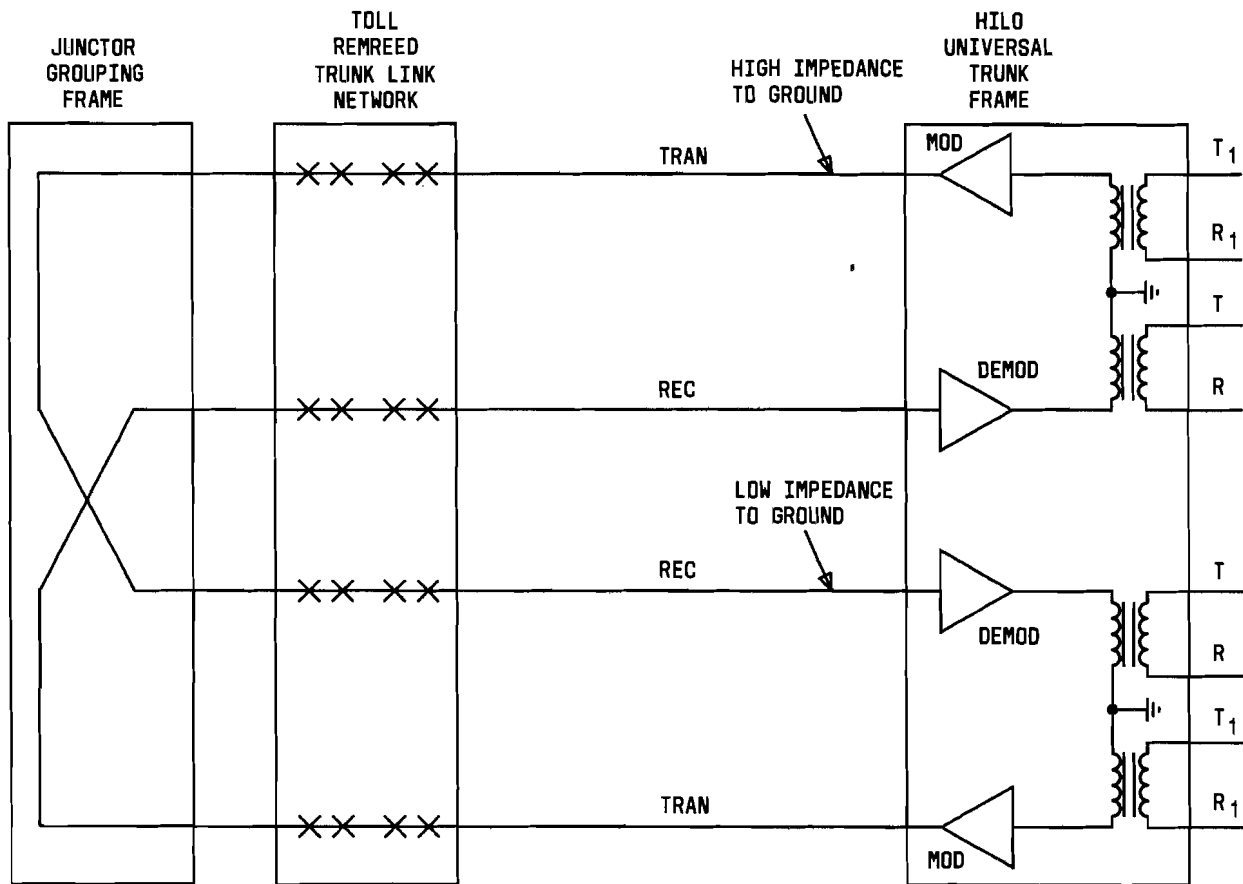 JUNCTOR
GROUPING
FRAME
TOLL
REMREED
TRUNK LINK
NETWORK
HIGH IMPEDANCE
TO GROUND
HILO
UNIVERSAL
TRUNK
FRAME
TRAN
MOD
T1
R1
T
R
REC
DEMOD
LOW IMPEDANCE
TO GROUND
REC
DEMOD
T
R
T1
R1
TRAN
MOD